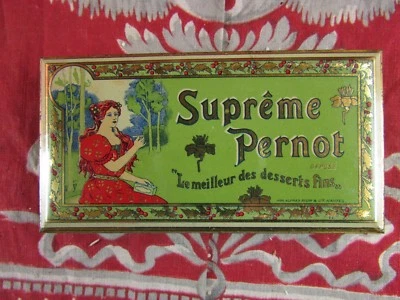 Suprême
Pernot
"Le meilleur des desserts fins"